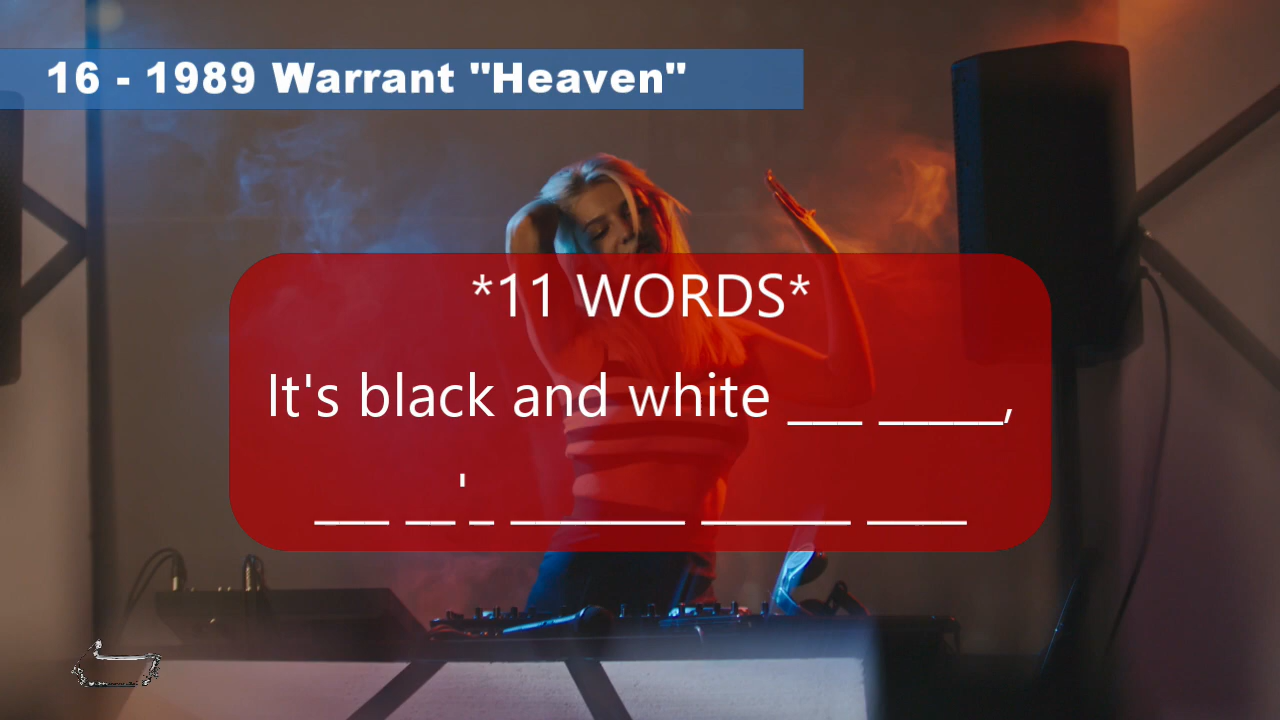 16 - 1989 Warrant "Heaven"
*11 WORDS*
It's black and white ___ _____,
___ __'_ _______ ______ ____